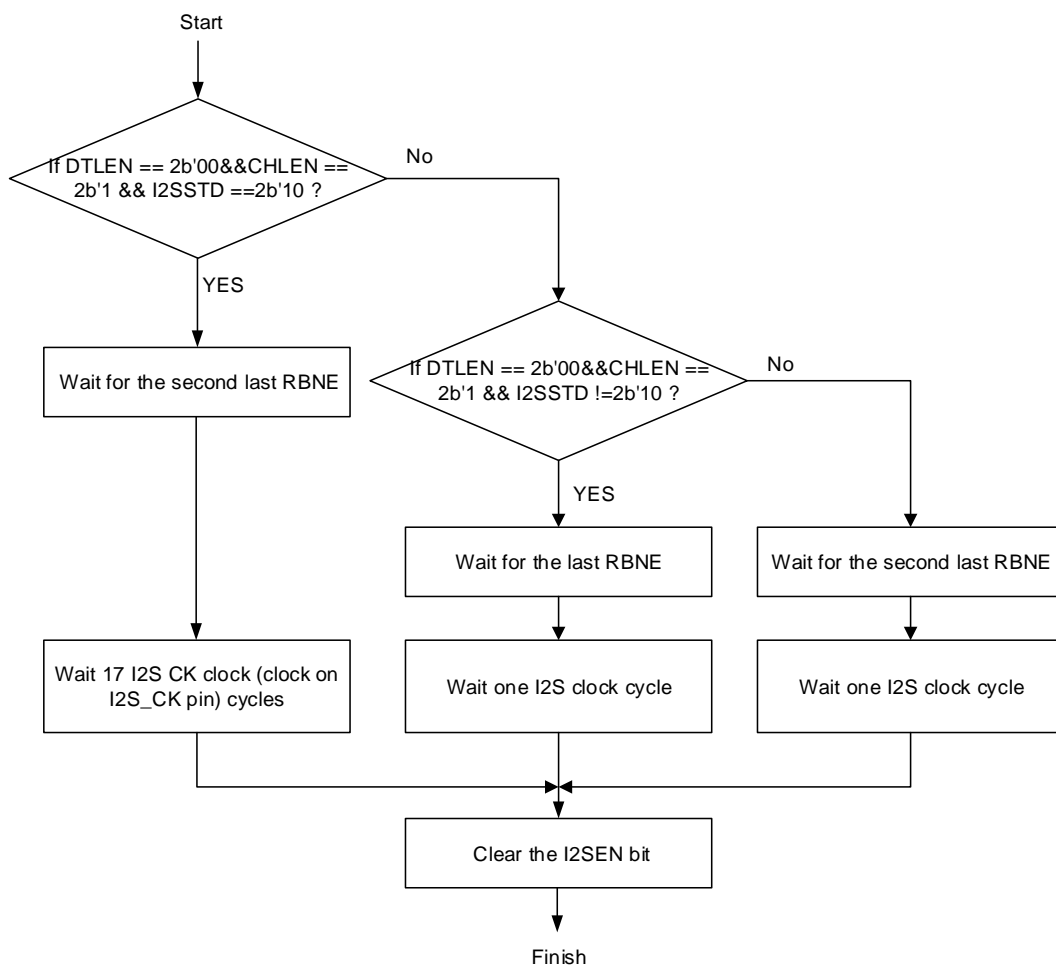 Start
If DTLEN == 2b'00&&CHLEN ==
2b'1 && I2SSTD ==2b'10 ?
No
YES
Wait for the second last RBNE
If DTLEN == 2b'00&&CHLEN ==
2b'1 && I2SSTD !=2b'10 ?
No
YES
Wait for the last RBNE
Wait for the second last RBNE
Wait 17 I2S CK clock (clock on
I2S_CK pin) cycles
Wait one I2S clock cycle
Wait one I2S clock cycle
Clear the I2SEN bit
Finish